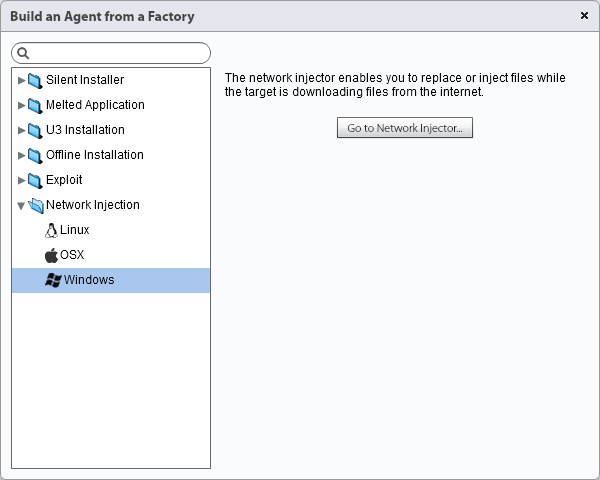 Build an Agent from a Factory
Silent Installer
Melted Application
U3 Installation
Offline Installation
Exploit
Network Injection
Linux
OSX
Windows
The network injector enables you to replace or inject files while
the target is downloading files from the internet.
Go to Network Injector...